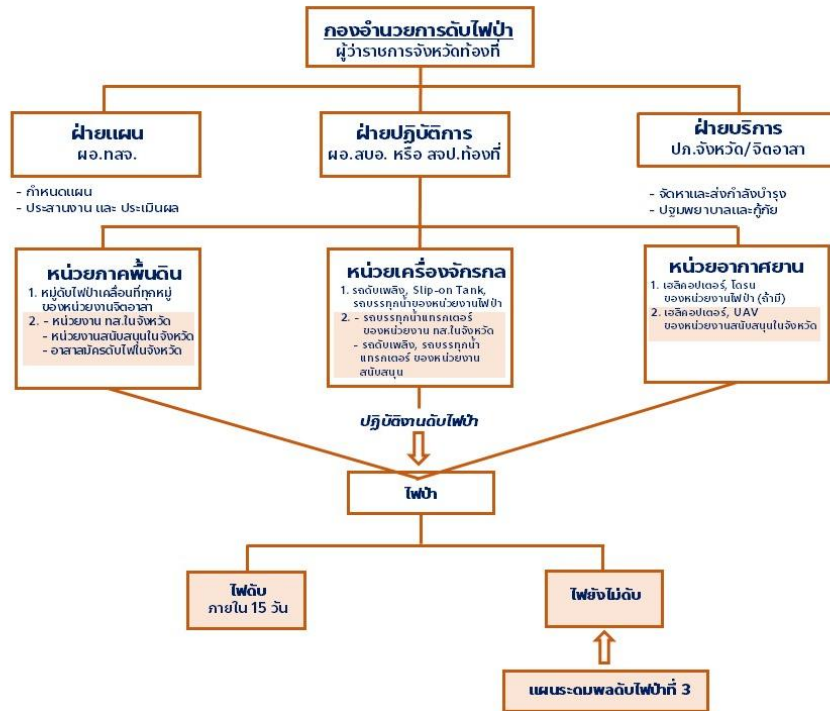 กองอำนวยการดับไฟป่า
ผู้ว่าราชการจังหวัดท้องที่
ฝ่ายแผน
ผอ.ทสจ.
ฝ่ายปฏิบัติการ
ผอ.สบอ. หรือ สจป.ท้องที่
ฝ่ายบริการ
ปภ.จังหวัด/จิตอาสา
- กำหนดแผน
- ประสานงาน และ ประเมินผล
- จัดหาและส่งกำลังบำรุง
- ปฐมพยาบาลและกู้ภัย
หน่วยภาคพื้นดิน
1. หมู่ดับไฟป่าเคลื่อนที่ทุกหมู่
ของหน่วยงานจิตอาสา
2. - หน่วยงาน ทส.ในจังหวัด
- หน่วยงานสนับสนุนในจังหวัด
- อาสาสมัครดับไฟในจังหวัด
หน่วยเครื่องจักรกล
1. รถดับเพลิง, Slip-on Tank,
รถบรรทุกน้ำของหน่วยงานไฟป่า
2. - รถบรรทุกน้ำแทรกเตอร์
ของหน่วยงาน ทส.ในจังหวัด
- รถดับเพลิง, รถบรรทุกน้ำ
แทรกเตอร์ ของหน่วยงาน
สนับสนุน
หน่วยอากาศยาน
1. เฮลิคอปเตอร์, โดรน
ของหน่วยงานไฟป่า (ถ้ามี)
2. เฮลิคอปเตอร์, UAV
ของหน่วยงานสนับสนุนในจังหวัด
ปฏิบัติงานดับไฟป่า
ไฟป่า
ไฟดับ
ภายใน 15 วัน
ไฟยังไม่ดับ
แผนระดมพลดับไฟป่าที่ 3